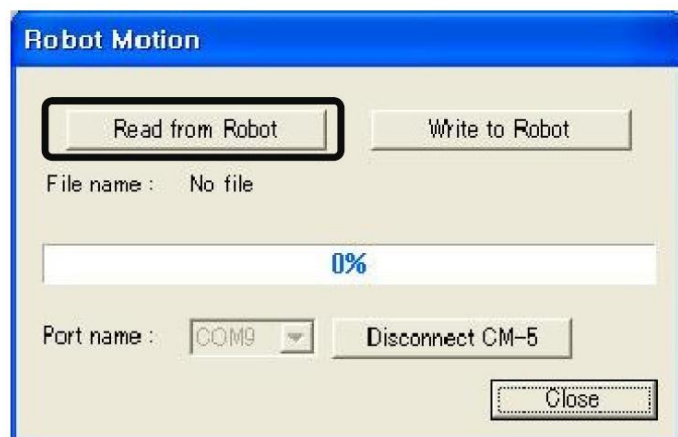 Robot Motion
Read from Robot Write to Robot
File name : No file
0%
Port name : COM9 Disconnect CM-5
Close